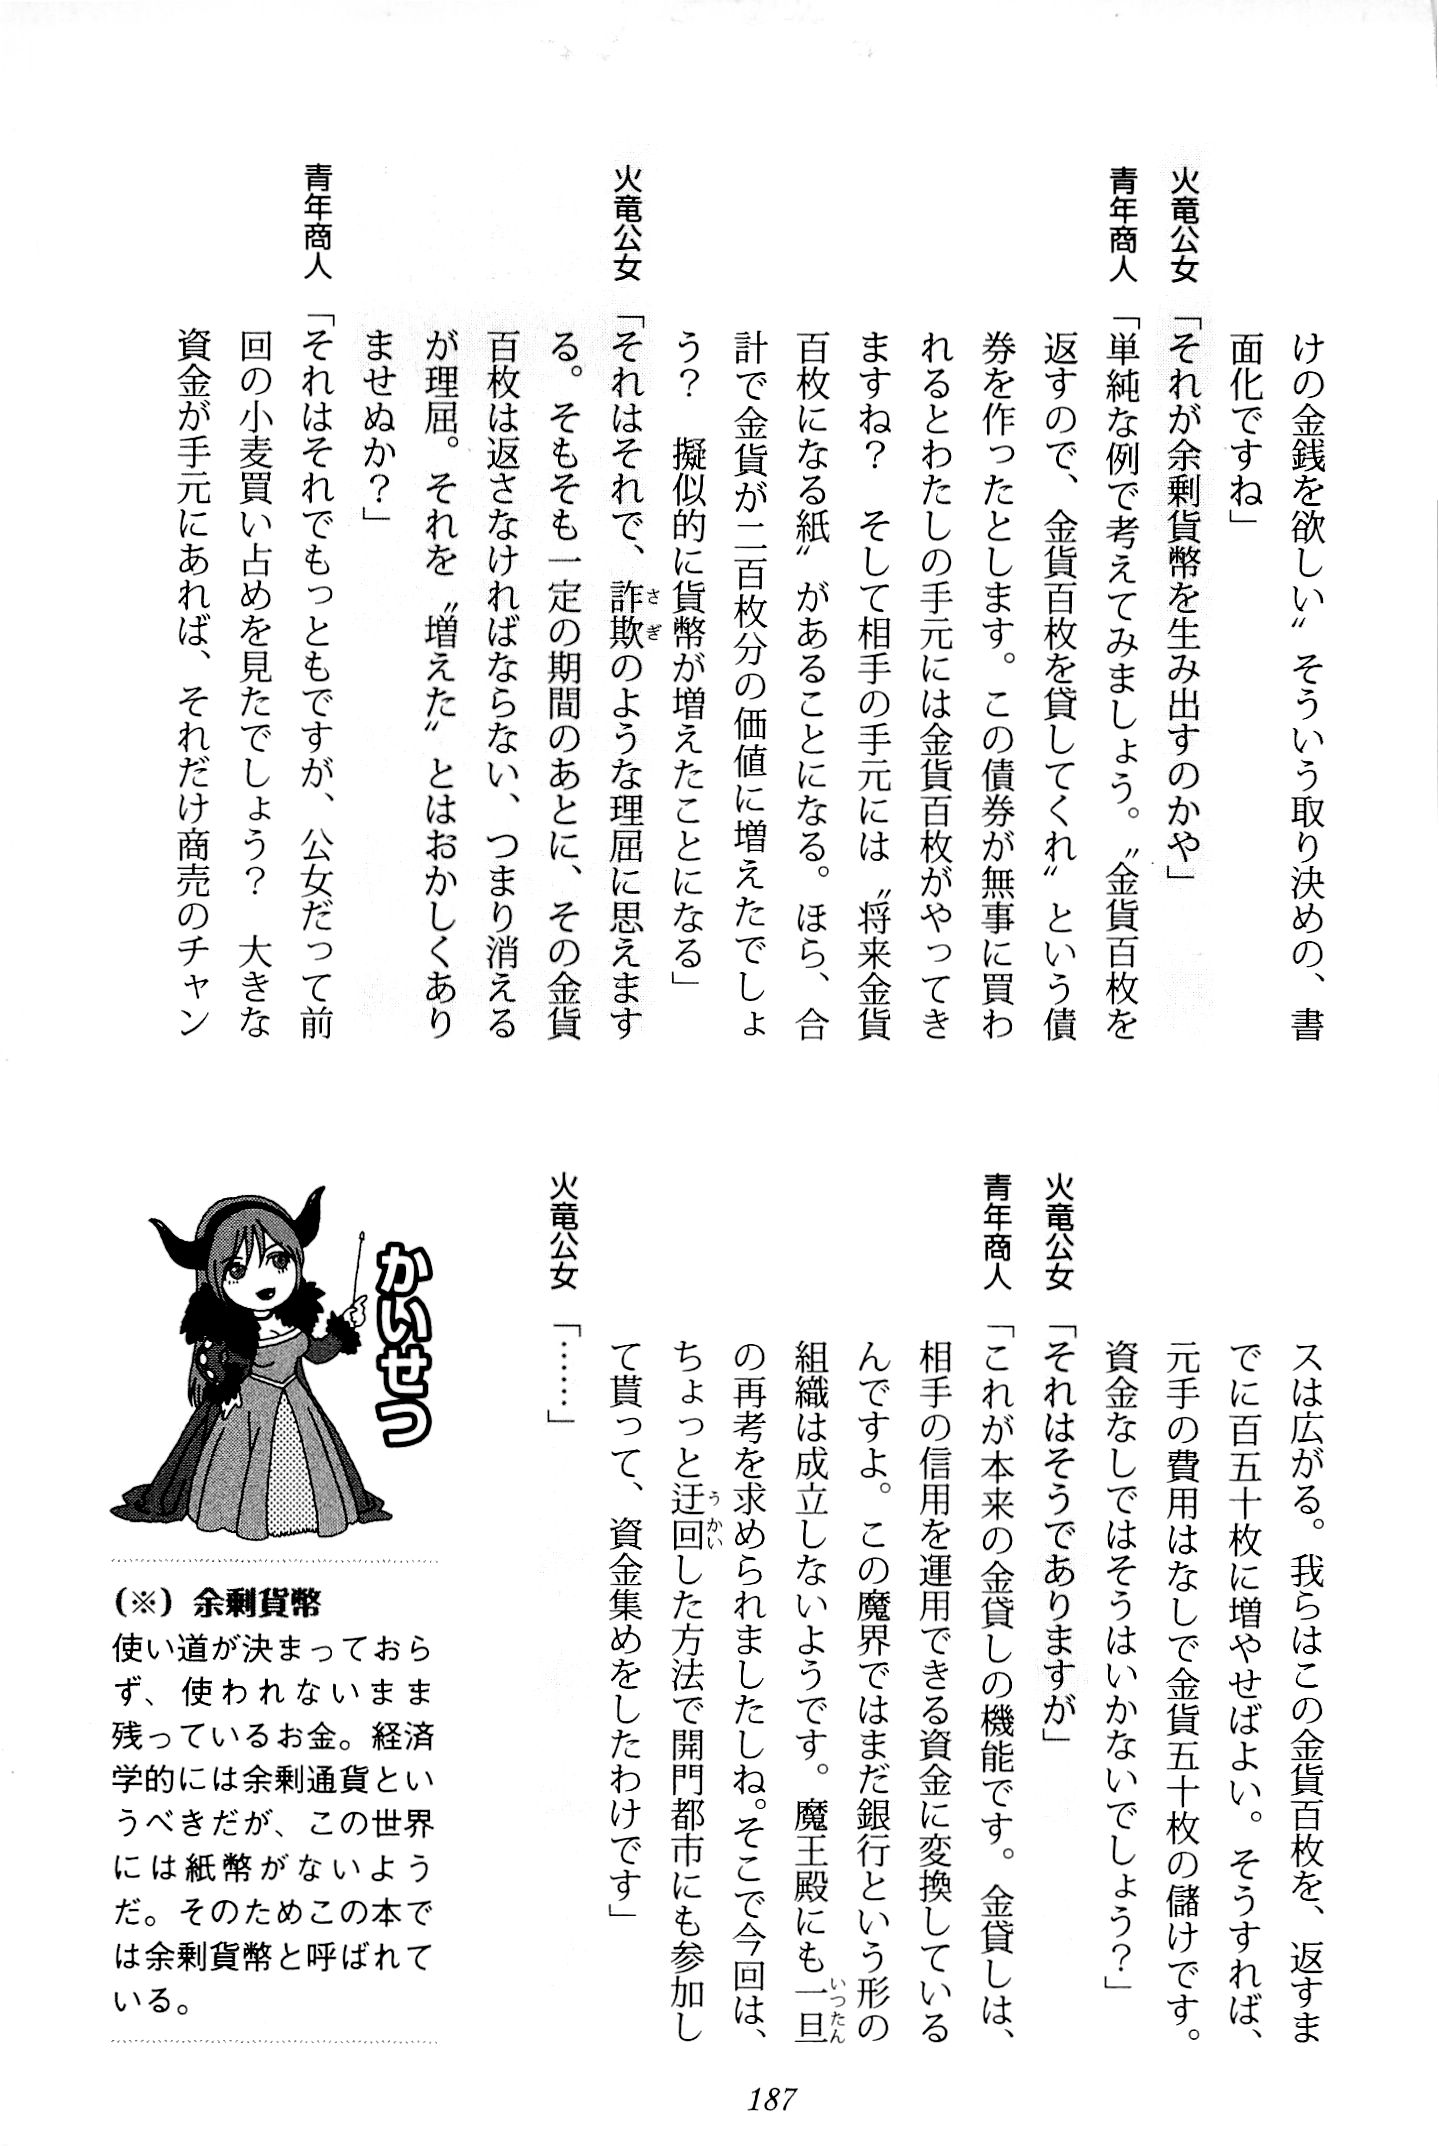 けの金銭を欲しい〟そういう取り決めの、書
面化ですね」
火竜公女「それが余剰貨幣を生み出すのかや」
青年商人「単純な例で考えてみましょう。〝金貨百枚を
返すので、金貨百枚を貸してくれ〟という債
券を作ったとします。この債券が無事に買わ
れるとわたしの手元には金貨百枚がやってき
ますね？　そして相手の手元には〝将来金貨
百枚になる紙〟があることになる。ほら、合
計で金貨が二百枚分の価値に増えたでしょ
う？　擬似的に貨幣が増えたことになる」
火竜公女「それはそれで、詐欺のような理屈に思えます
る。そもそも一定の期間のあとに、その金貨
百枚は返さなければならない、つまり消える
が理屈。それを〝増えた〟とはおかしくあり
ませぬか？」
青年商人「それはそれでもっともですが、公女だって前
回の小麦買い占めを見たでしょう？　大きな
資金が手元にあれば、それだけ商売のチャン
スは広がる。我らはこの金貨百枚を、返すま
でに百五十枚に増やせばよい。そうすれば、
元手の費用はなしで金貨五十枚の儲けです。
資金なしではそうはいかないでしょう？」
火竜公女「それはそうでありますが」
青年商人「これが本来の金貸しの機能です。金貸しは、
相手の信用を運用できる資金に変換している
んですよ。この魔界ではまだ銀行という形の
組織は成立しないようです。魔王殿にも一旦
の再考を求められましたしね。そこで今回は、
ちょっと迂回した方法で開門都市にも参加し
て貰って、資金集めをしたわけです」
火竜公女「……」
かいせつ
（※）余剰貨幣
使い道が決まっておら
ず、使われないまま
残っているお金。経済
学的には余剰通貨とい
うべきだが、この世界
には紙幣がないよう
だ。そのためこの本で
は余剰貨幣と呼ばれて
いる。
187